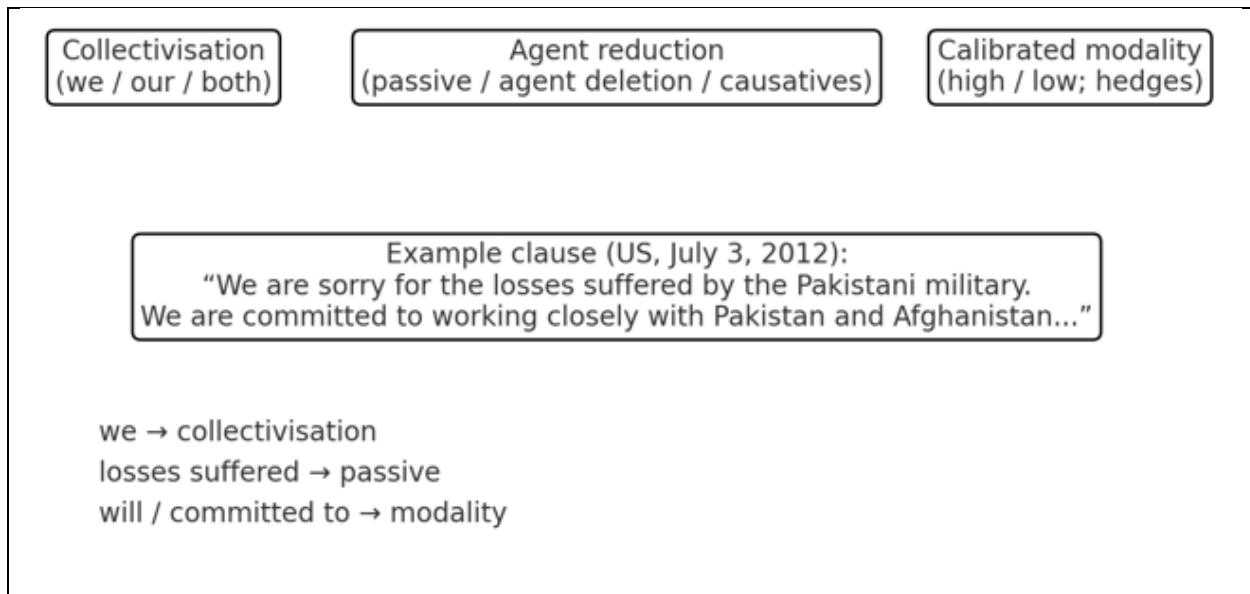 Collectivisation
(we / our / both)
Agent reduction
(passive / agent deletion / causatives)
Calibrated modality
(high / low; hedges)
Example clause (US, July 3, 2012):
“We are sorry for the losses suffered by the Pakistani military.
We are committed to working closely with Pakistan and Afghanistan...”
we → collectivisation
losses suffered → passive
will / committed to → modality